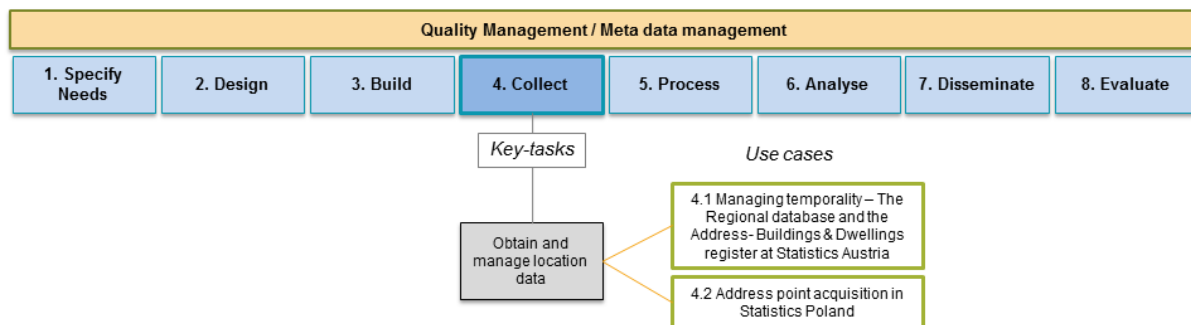 Quality Management / Meta data management
1. Specify
Needs
2. Design
3. Build
4. Collect
5. Process
6. Analyse
7. Disseminate
8. Evaluate
Key-tasks
Use cases
Obtain and
manage location
data
4.1 Managing temporality – The
Regional database and the
Address- Buildings & Dwellings
register at Statistics Austria
4.2 Address point acquisition in
Statistics Poland